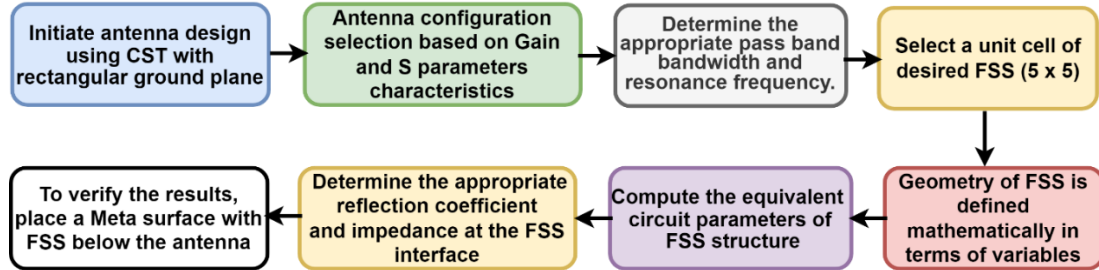 Initiate antenna design
using CST with
rectangular ground plane
Antenna configuration
selection based on Gain
and S parameters
characteristics
Determine the
appropriate pass band
bandwidth and
resonance frequency.
Select a unit cell of
desired FSS (5 x 5)
Geometry of FSS is
defined
mathematically in
terms of variables
Compute the equivalent
circuit parameters of
FSS structure
Determine the appropriate
reflection coefficient
and impedance at the FSS
interface
To verify the results,
place a Meta surface with
FSS below the antenna